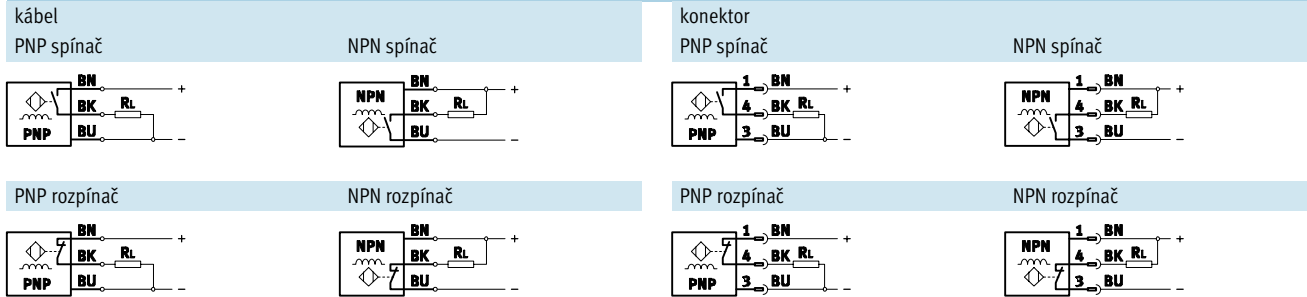 kábel
konektor
PNP spínač
NPN spínač
PNP spínač
NPN spínač
BN
+
BK
RL
PNP
BU
–
BN
+
NPN
BK
RL
BU
–
1
BN
+
4
BK
RL
PNP
3
BU
–
1
BN
+
NPN
4
BK
RL
3
BU
–
PNP rozpínač
NPN rozpínač
PNP rozpínač
NPN rozpínač
BN
+
BK
RL
PNP
BU
–
BN
+
NPN
BK
RL
BU
–
1
BN
+
4
BK
RL
PNP
3
BU
–
1
BN
+
NPN
4
BK
RL
3
BU
–